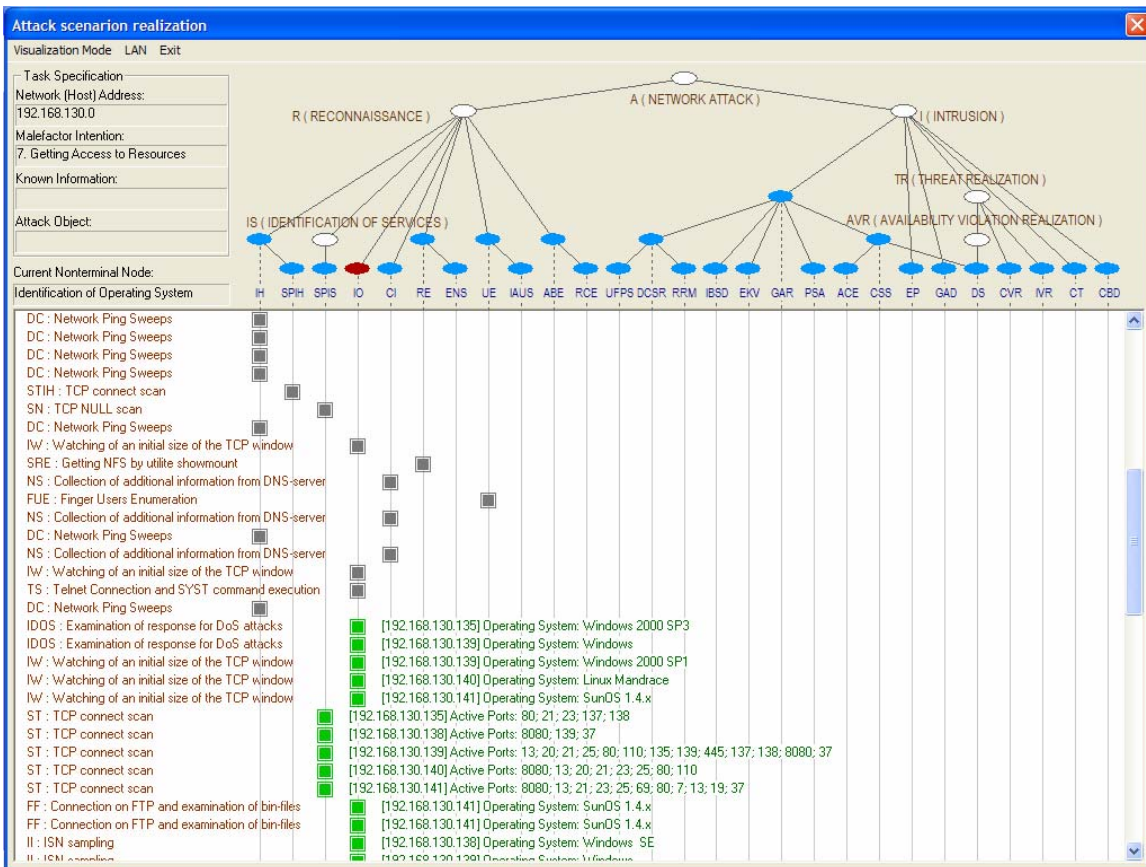 Attack scenarion realization
Visualization Mode LAN Exit
Task Specification
Network (Host) Address:
192.168.130.0
Malefactor Intention:
7. Getting Access to Resources
Known Information:
Attack Object:
Current Nonterminal Node:
Identification of Operating System
A ( NETWORK ATTACK )
R ( RECONNAISSANCE )
I ( INTRUSION )
TR ( THREAT REALIZATION )
IS ( IDENTIFICATION OF SERVICES )
AVR ( AVAILABILITY VIOLATION REALIZATION )
IH SPIH SPIS IO CI RE ENS UE IAUS ABE RCE UFPS DCSR RRM IBSD EKV GAR PSA ACE CSS EP GAD DS CVR IVR CT CBD
DC : Network Ping Sweeps
DC : Network Ping Sweeps
DC : Network Ping Sweeps
DC : Network Ping Sweeps
STIH : TCP connect scan
SN : TCP NULL scan
DC : Network Ping Sweeps
IW : Watching of an initial size of the TCP window
SRE : Getting NFS by utilite showmount
NS : Collection of additional information from DNS-server
FUE : Finger Users Enumeration
NS : Collection of additional information from DNS-server
DC : Network Ping Sweeps
NS : Collection of additional information from DNS-server
IW : Watching of an initial size of the TCP window
TS : Telnet Connection and SYST command execution
DC : Network Ping Sweeps
IDOS : Examination of response for DoS attacks [192.168.130.135] Operating System: Windows 2000 SP3
IDOS : Examination of response for DoS attacks [192.168.130.139] Operating System: Windows
IW : Watching of an initial size of the TCP window [192.168.130.139] Operating System: Windows 2000 SP1
IW : Watching of an initial size of the TCP window [192.168.130.140] Operating System: Linux Mandrace
IW : Watching of an initial size of the TCP window [192.168.130.141] Operating System: SunOS 1.4.x
ST : TCP connect scan [192.168.130.135] Active Ports: 80; 21; 23; 137; 138
ST : TCP connect scan [192.168.130.138] Active Ports: 8080; 139; 37
ST : TCP connect scan [192.168.130.139] Active Ports: 13; 20; 21; 25; 80; 110; 135; 139; 445; 137; 138; 8080; 37
ST : TCP connect scan [192.168.130.140] Active Ports: 8080; 13; 20; 21; 23; 25; 80; 110
ST : TCP connect scan [192.168.130.141] Active Ports: 8080; 13; 21; 23; 25; 69; 80; 7; 13; 19; 37
FF : Connection on FTP and examination of bin-files [192.168.130.141] Operating System: SunOS 1.4.x
FF : Connection on FTP and examination of bin-files [192.168.130.141] Operating System: SunOS 1.4.x
II : ISN sampling [192.168.130.138] Operating System: Windows SE
II : ISN sampling [192.168.130.139] Operating System: Windows